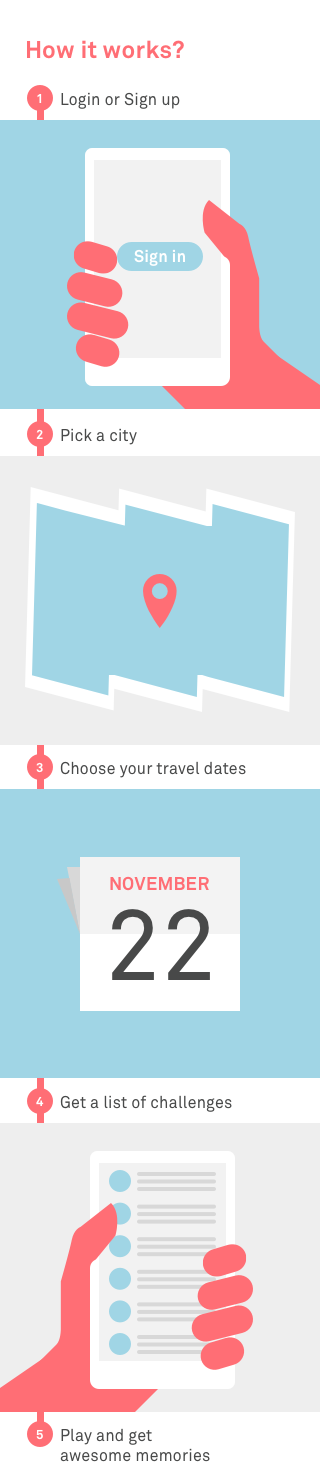 How it works?
1 Login or Sign up
Sign in
2 Pick a city
3 Choose your travel dates
NOVEMBER
22
4 Get a list of challenges
5 Play and get
awesome memories